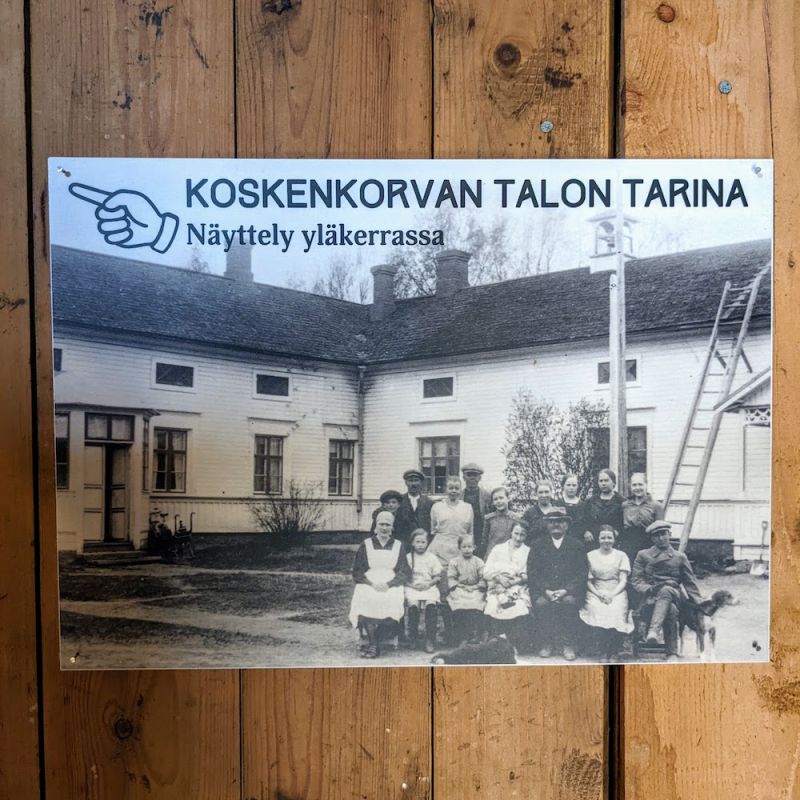 KOSKENKORVAN TALON TARINA
Näyttely yläkerrassa